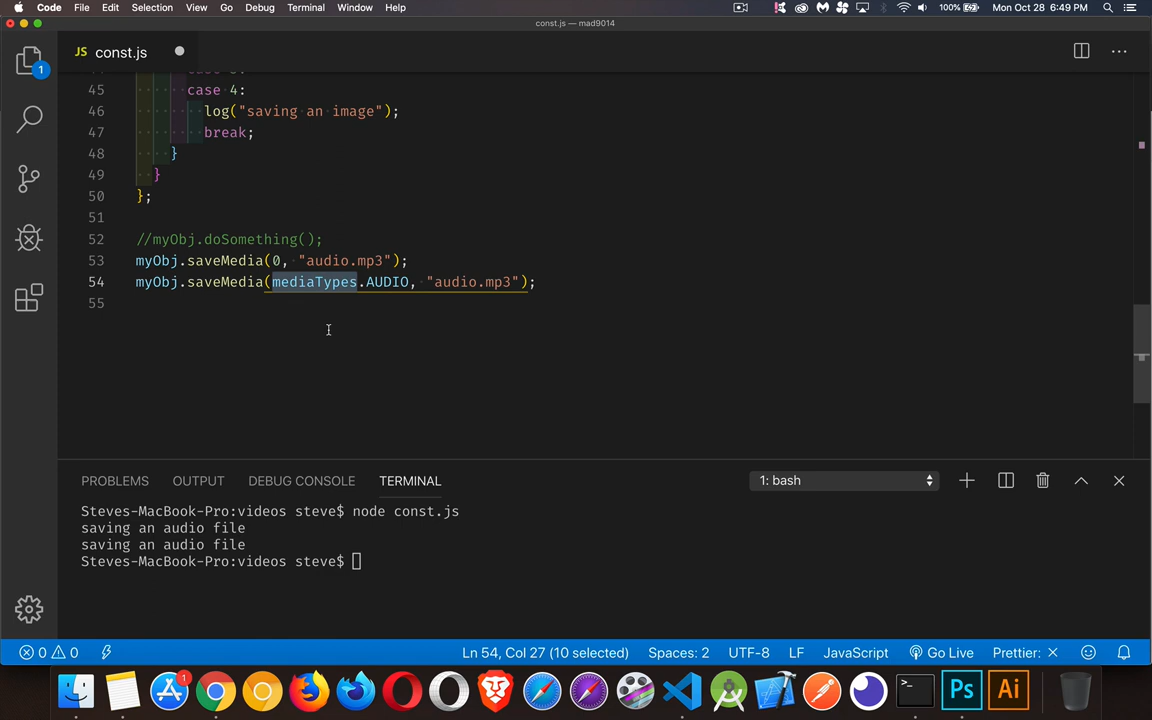 Code File Edit Selection View Go Debug Terminal Window Help 100% Mon Oct 28 6:49 PM
const.js — mad9014
JS const.js
1
45 case 4:
46 log("saving an image");
47 break;
48 }
49 }
50 };
51
52 //myObj.doSomething();
53 myObj.saveMedia(0, "audio.mp3");
54 myObj.saveMedia(mediaTypes.AUDIO, "audio.mp3");
55
PROBLEMS OUTPUT DEBUG CONSOLE TERMINAL 1: bash
Steves-MacBook-Pro:videos steve$ node const.js
saving an audio file
saving an audio file
Steves-MacBook-Pro:videos steve$
0 0 Ln 54, Col 27 (10 selected) Spaces: 2 UTF-8 LF JavaScript Go Live Prettier: ×
1
>_
Ps Ai